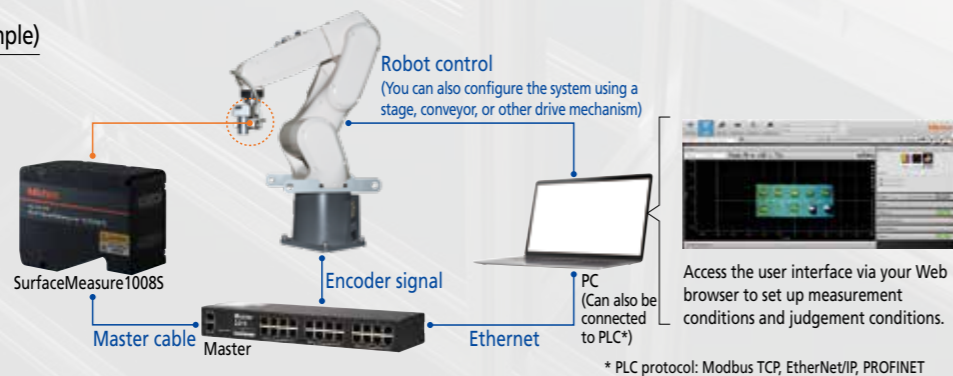 mple)
Robot control
(You can also configure the system using a
stage, conveyor, or other drive mechanism)
Mitutoyo
SurfaceMeasure1008S
Encoder signal
Master cable
Master
Ethernet
PC
(Can also be
connected
to PLC*)
Access the user interface via your Web
browser to set up measurement
conditions and judgement conditions.
* PLC protocol: Modbus TCP, EtherNet/IP, PROFINET